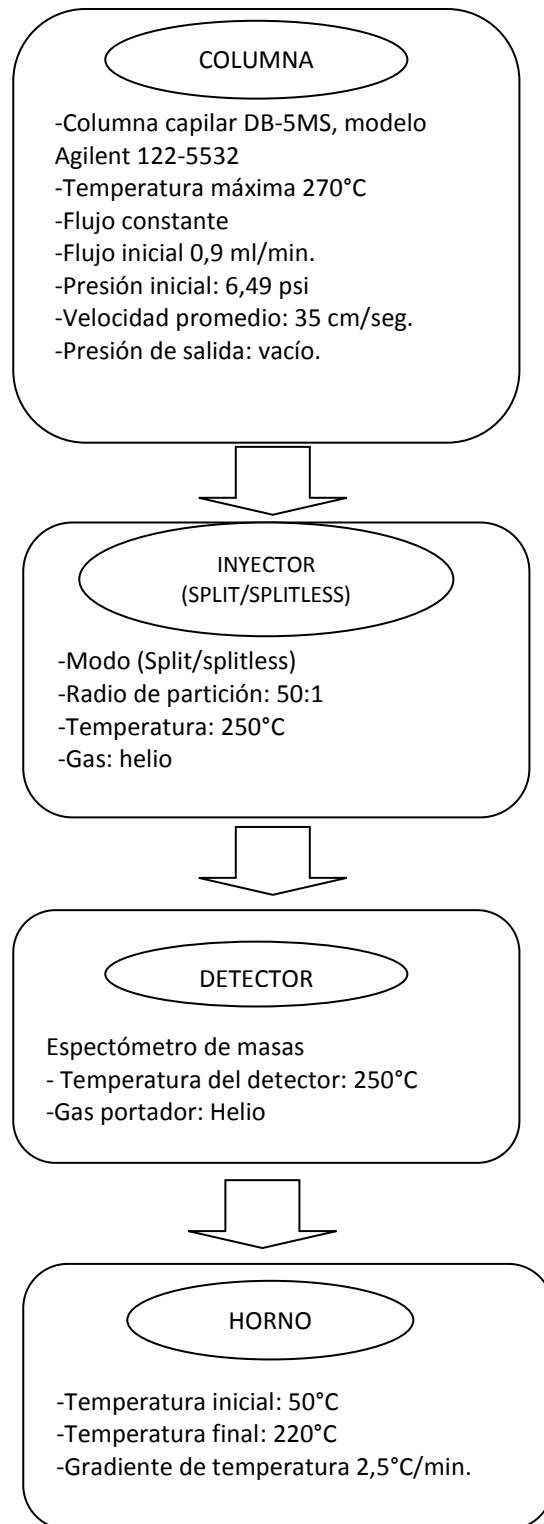 COLUMNA
-Columna capilar DB-5MS, modelo
Agilent 122-5532
-Temperatura máxima 270°C
-Flujo constante
-Flujo inicial 0,9 ml/min.
-Presión inicial: 6,49 psi
-Velocidad promedio: 35 cm/seg.
-Presión de salida: vacío.
INYECTOR
(SPLIT/SPLITLESS)
-Modo (Split/splitless)
-Radio de partición: 50:1
-Temperatura: 250°C
-Gas: helio
DETECTOR
Espectómetro de masas
- Temperatura del detector: 250°C
-Gas portador: Helio
HORNO
-Temperatura inicial: 50°C
-Temperatura final: 220°C
-Gradiente de temperatura 2,5°C/min.